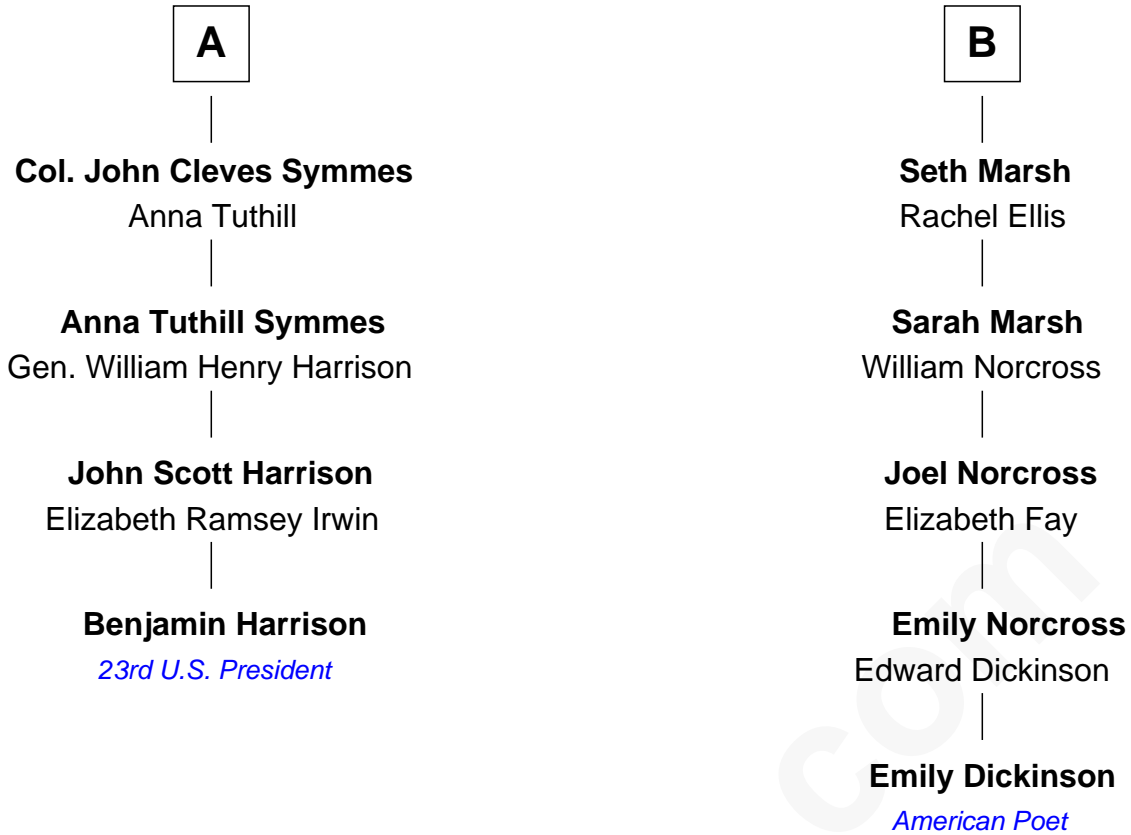 A
Col. John Cleves Symmes
Anna Tuthill
Anna Tuthill Symmes
Gen. William Henry Harrison
John Scott Harrison
Elizabeth Ramsey Irwin
Benjamin Harrison
23rd U.S. President
B
Seth Marsh
Rachel Ellis
Sarah Marsh
William Norcross
Joel Norcross
Elizabeth Fay
Emily Norcross
Edward Dickinson
Emily Dickinson
American Poet
com